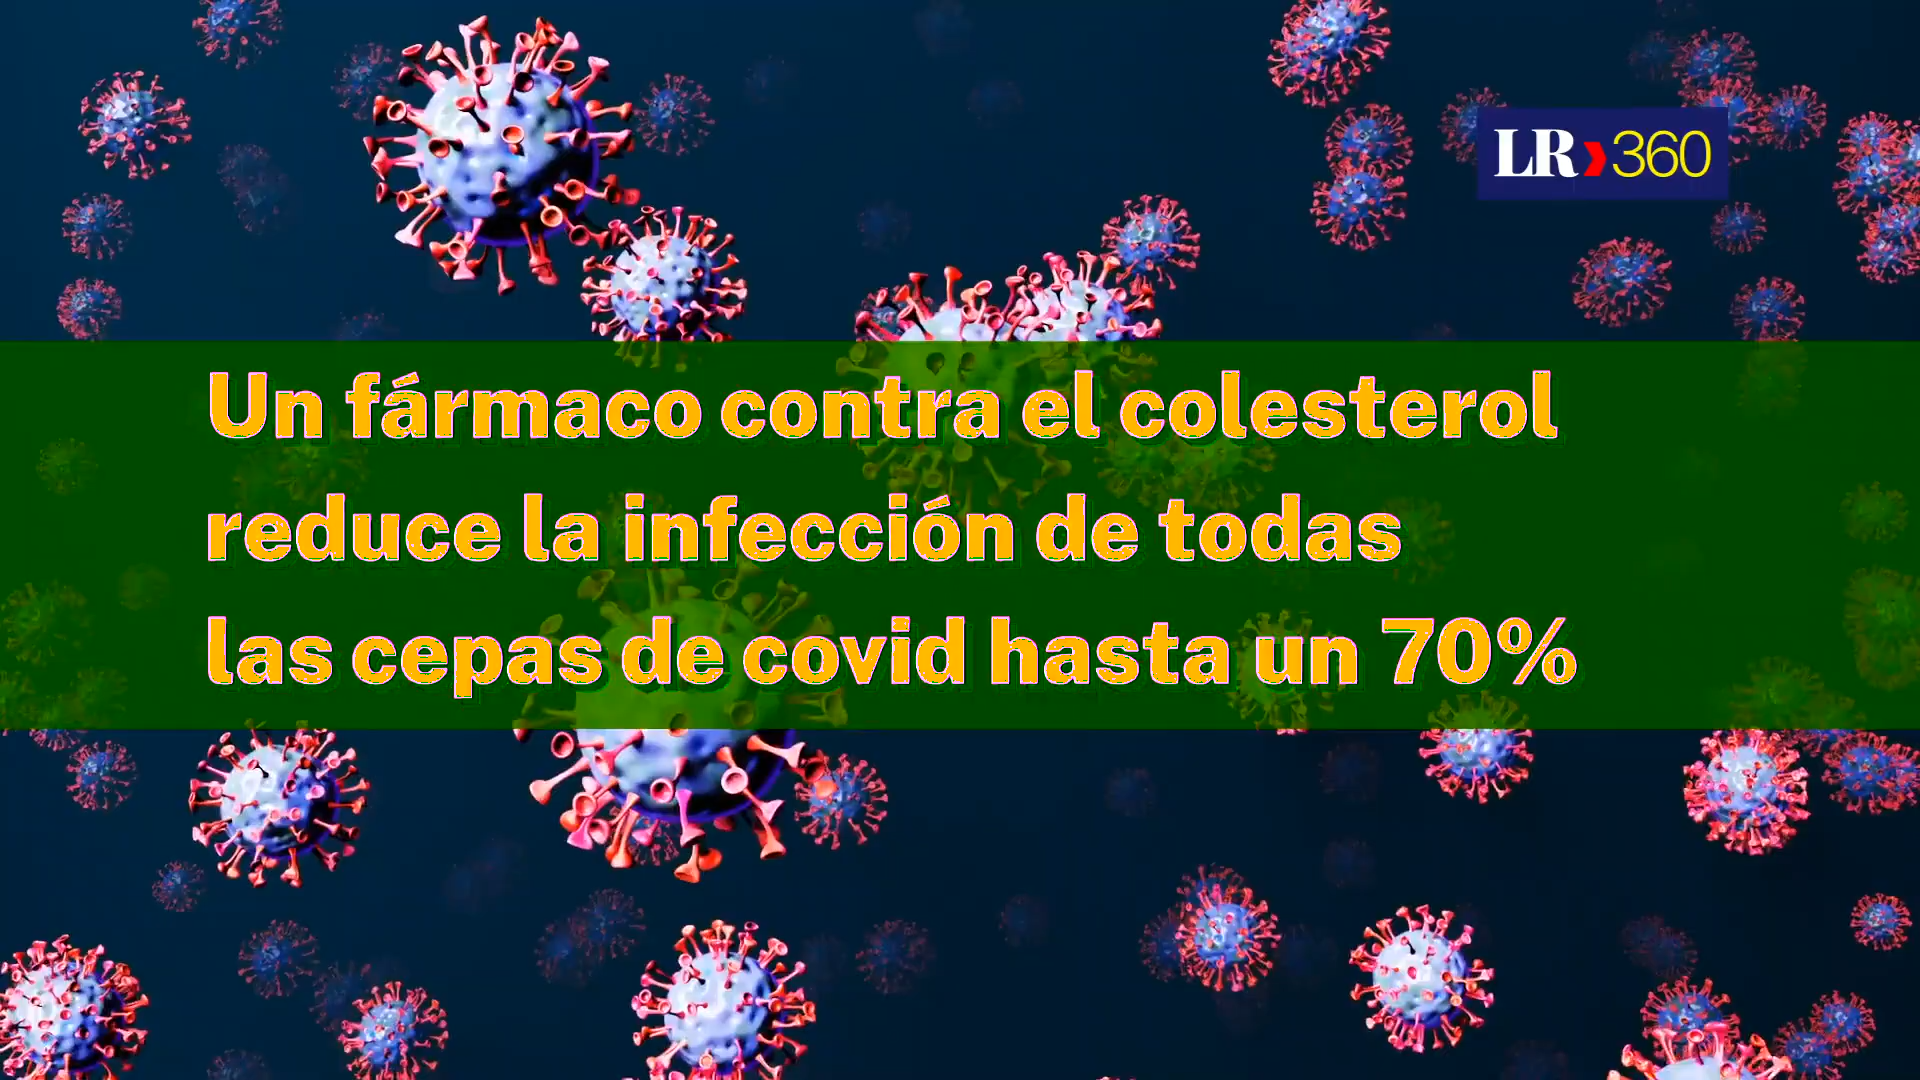 LR›360
Un fármaco contra el colesterol
reduce la infección de todas
las cepas de covid hasta un 70%